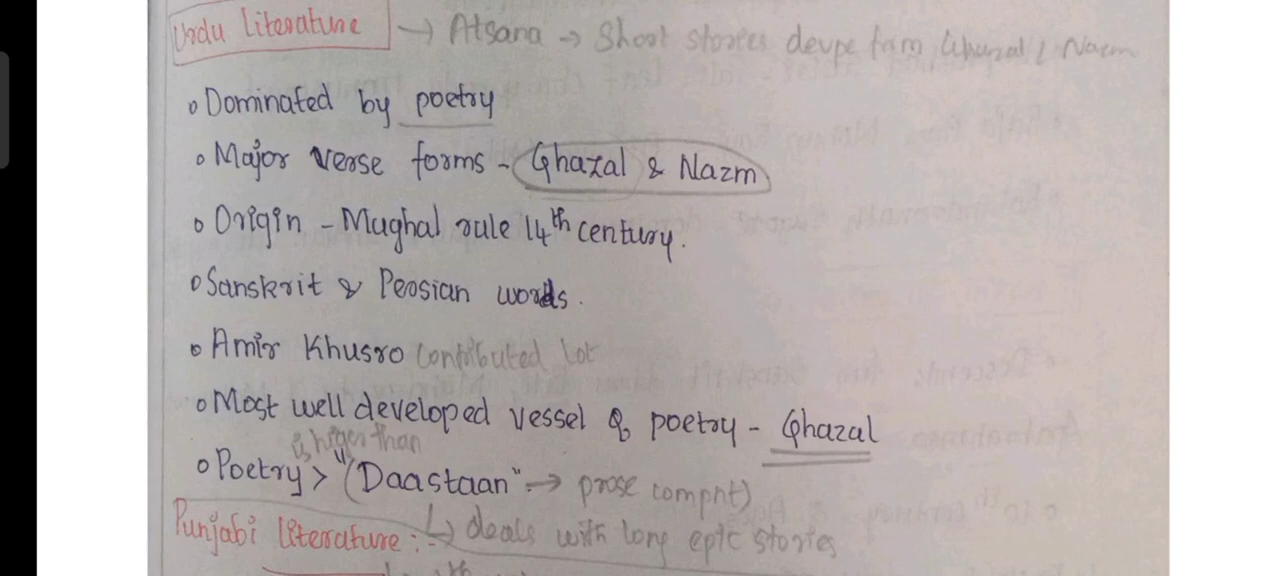 Urdu literature → Afsana → Short stories devpe from Ghazal / Nazm
• Dominated by poetry
• Major verse forms - Ghazal & Nazm
• Origin - Mughal rule 14th century.
• Sanskrit & Persian words.
• Amir Khusro contributed lot
• Most well developed vessel of poetry - Ghazal
is higer than
• Poetry > "(Daastaan" → prose compnt)
Punjabi literature : ↳ deals with long epic stories